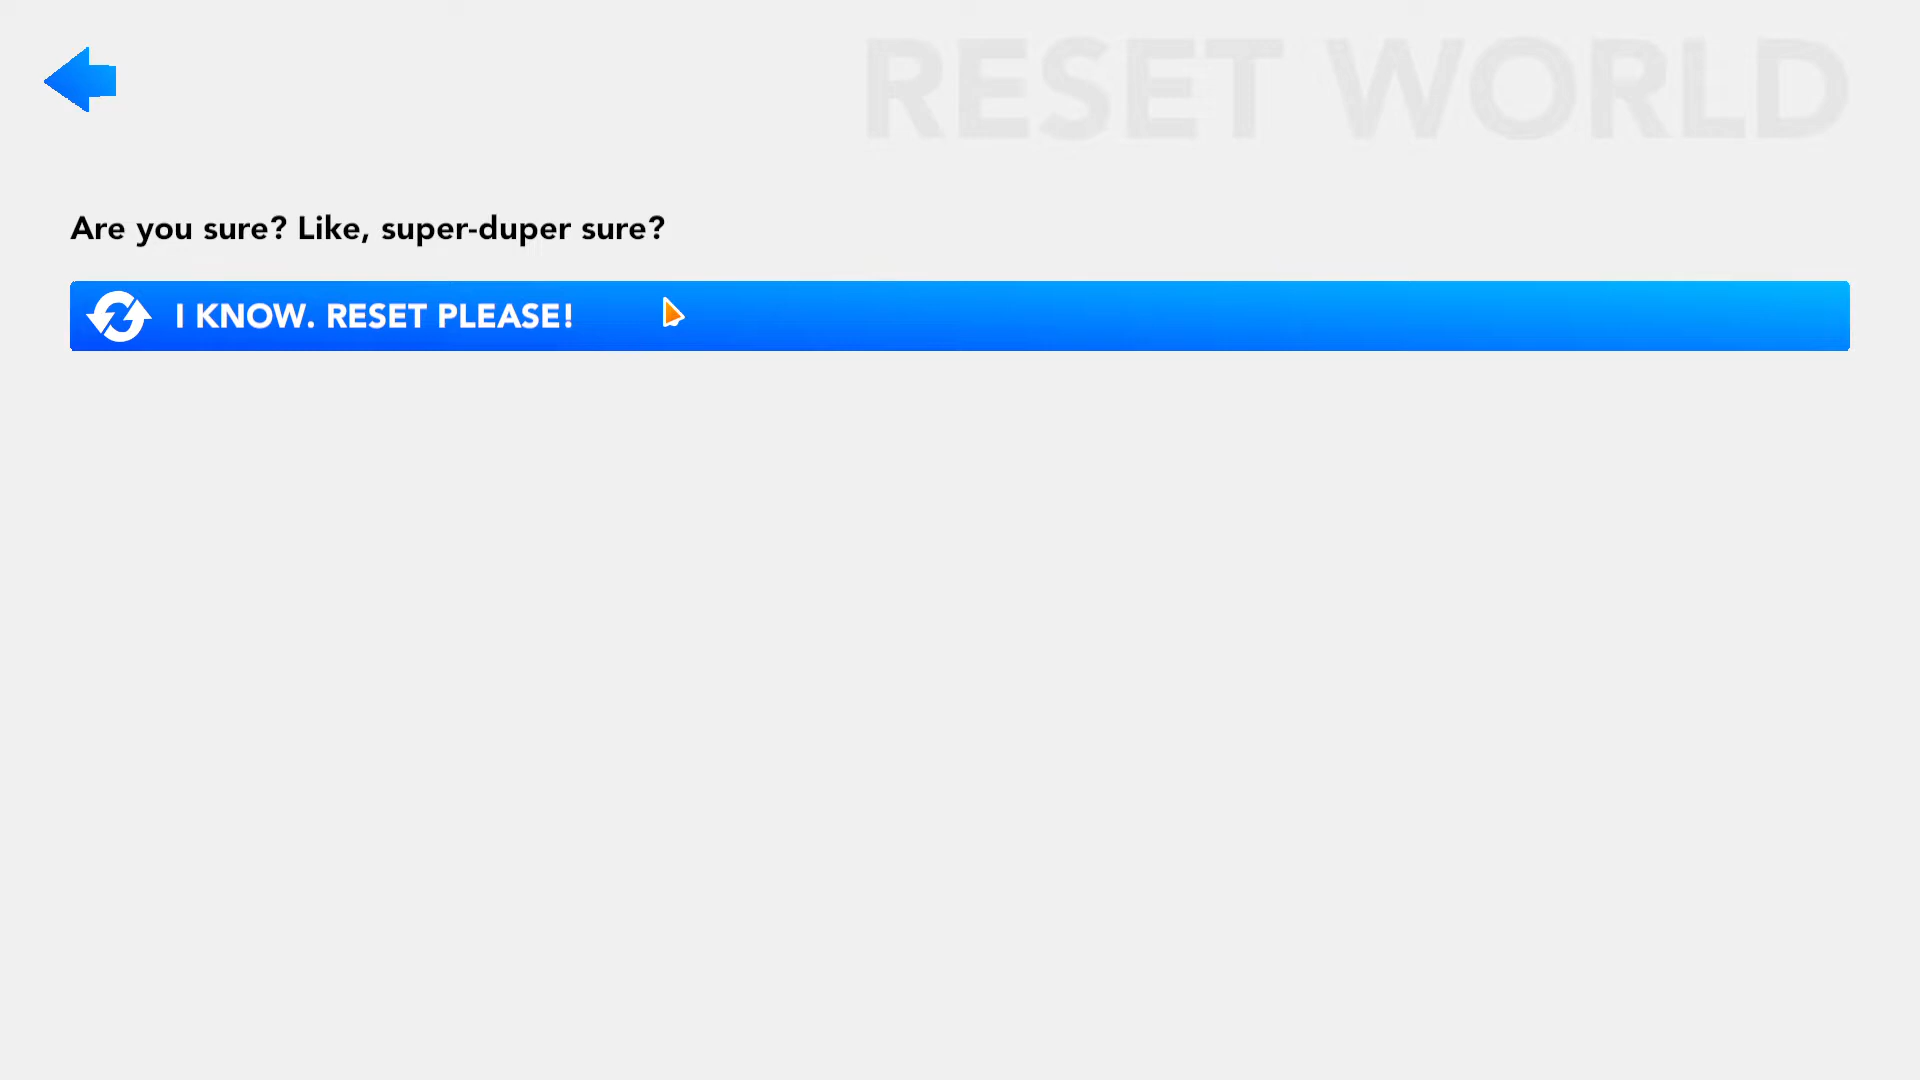 RESET WORLD
Are you sure? Like, super-duper sure?
I KNOW. RESET PLEASE!